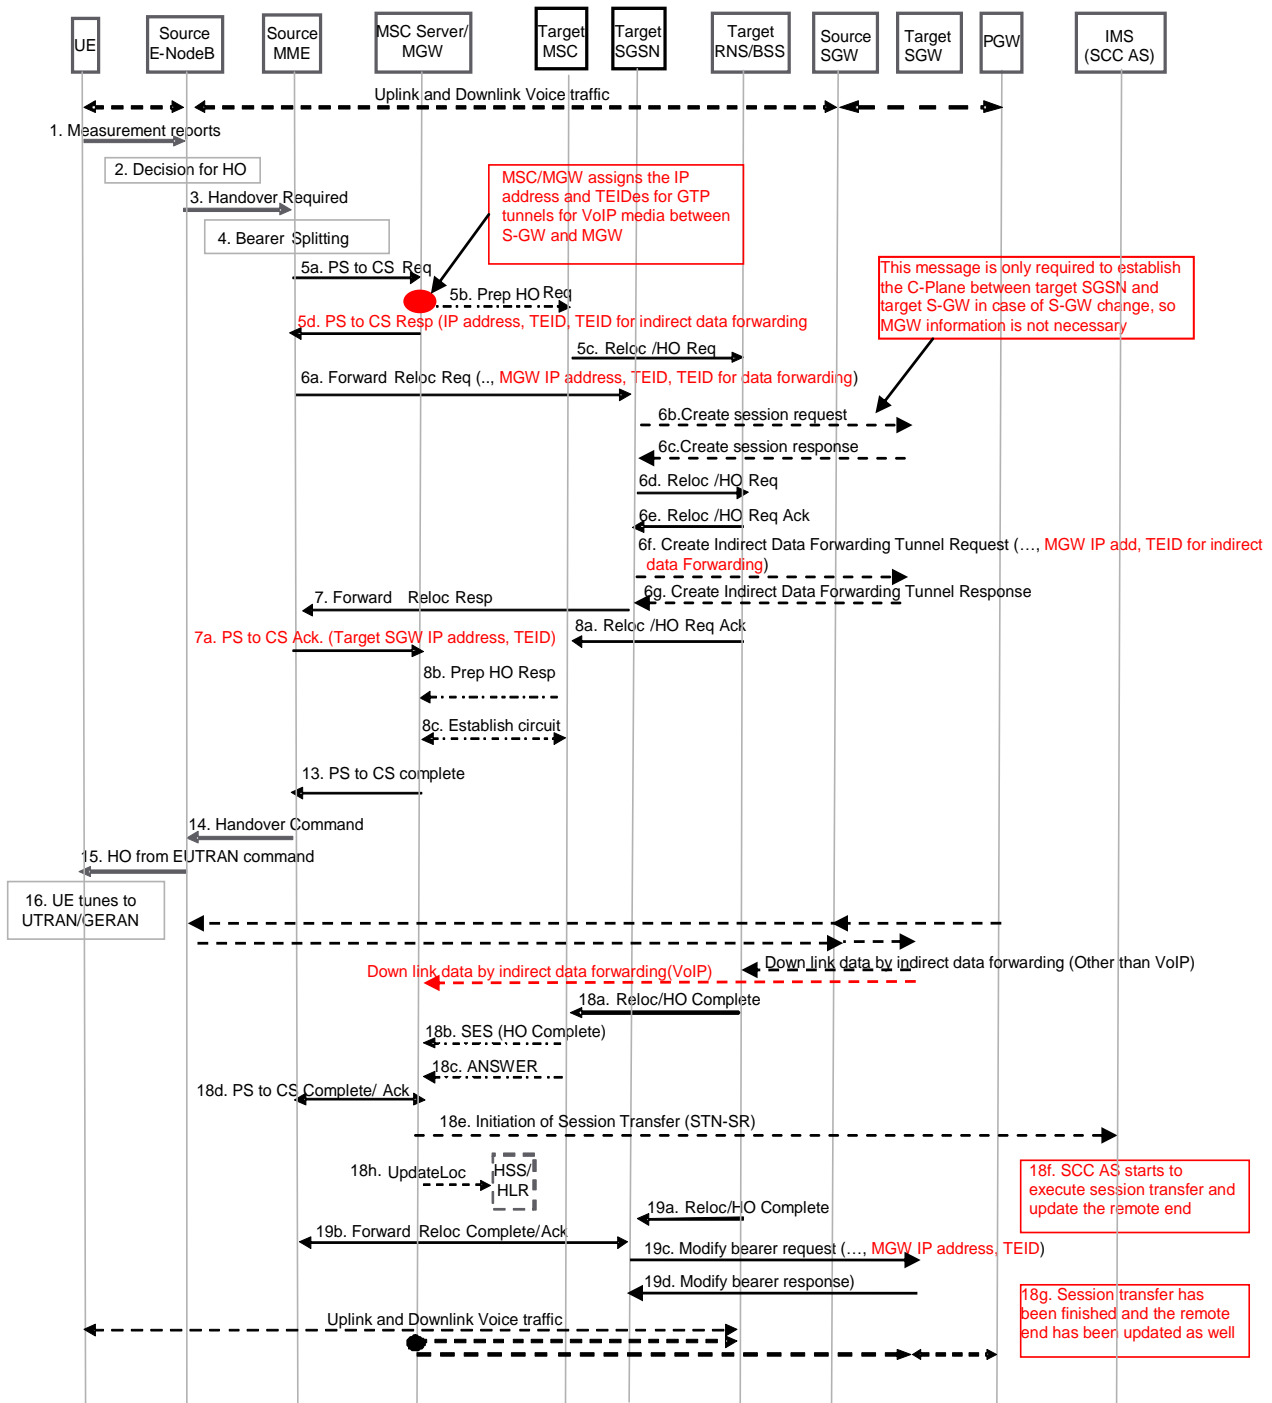 UE
Source
E-NodeB
Source
MME
MSC Server/
MGW
Target
MSC
Target
SGSN
Target
RNS/BSS
Source
SGW
Target
SGW
PGW
IMS
(SCC AS)
Uplink and Downlink Voice traffic
1. Measurement reports
2. Decision for HO
3. Handover Required
4. Bearer Splitting
MSC/MGW assigns the IP
address and TEIDes for GTP
tunnels for VoIP media between
S-GW and MGW
5a. PS to CS Req
This message is only required to establish
the C-Plane between target SGSN and
target S-GW in case of S-GW change, so
MGW information is not necessary
5b. Prep HO Req
5d. PS to CS Resp (IP address, TEID, TEID for indirect data forwarding
5c. Reloc /HO Req
6a. Forward Reloc Req (.., MGW IP address, TEID, TEID for data forwarding)
6b.Create session request
6c.Create session response
6d. Reloc /HO Req
6e. Reloc /HO Req Ack
6f. Create Indirect Data Forwarding Tunnel Request (…, MGW IP add, TEID for indirect
data Forwarding)
6g. Create Indirect Data Forwarding Tunnel Response
7. Forward Reloc Resp
8a. Reloc /HO Req Ack
7a. PS to CS Ack. (Target SGW IP address, TEID)
8b. Prep HO Resp
8c. Establish circuit
13. PS to CS complete
14. Handover Command
15. HO from EUTRAN command
16. UE tunes to
UTRAN/GERAN
Down link data by indirect data forwarding (Other than VoIP)
Down link data by indirect data forwarding(VoIP)
18a. Reloc/HO Complete
18b. SES (HO Complete)
18c. ANSWER
18d. PS to CS Complete/ Ack
18e. Initiation of Session Transfer (STN-SR)
18h. UpdateLoc
HSS/
HLR
18f. SCC AS starts to
execute session transfer and
update the remote end
19a. Reloc/HO Complete
19b. Forward Reloc Complete/Ack
19c. Modify bearer request (…, MGW IP address, TEID)
19d. Modify bearer response)
18g. Session transfer has
been finished and the remote
end has been updated as well
Uplink and Downlink Voice traffic